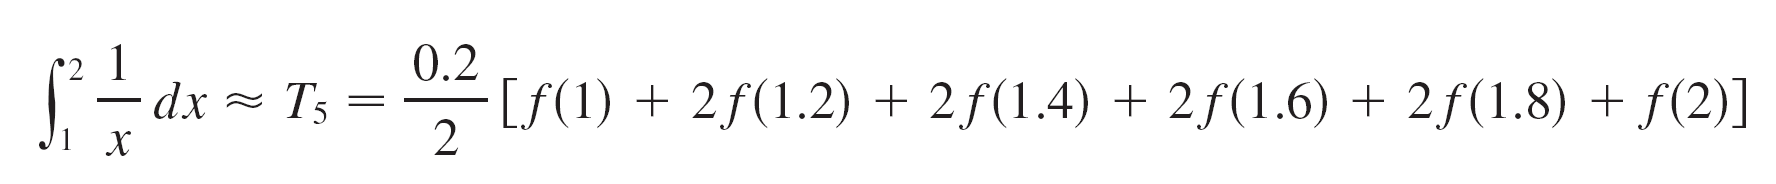 ∫₁² 1/x dx ≈ T₅ = 0.2/2 [f(1) + 2f(1.2) + 2f(1.4) + 2f(1.6) + 2f(1.8) + f(2)]